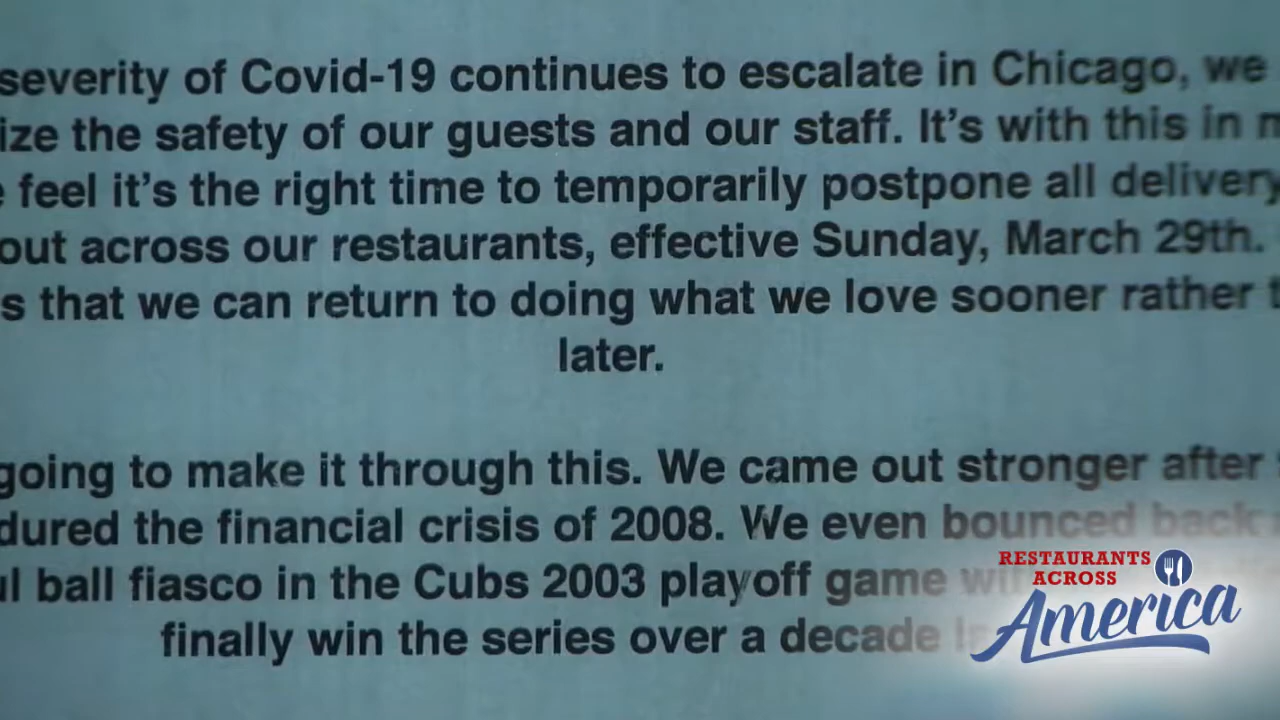 severity of Covid-19 continues to escalate in Chicago, we
ize the safety of our guests and our staff. It's with this in
feel it's the right time to temporarily postpone all delivery
out across our restaurants, effective Sunday, March 29th.
s that we can return to doing what we love sooner rather
later.
going to make it through this. We came out stronger after
dured the financial crisis of 2008. We even bounced back
ul ball fiasco in the Cubs 2003 playoff game
finally win the series over a decade
RESTAURANTS
ACROSS
America